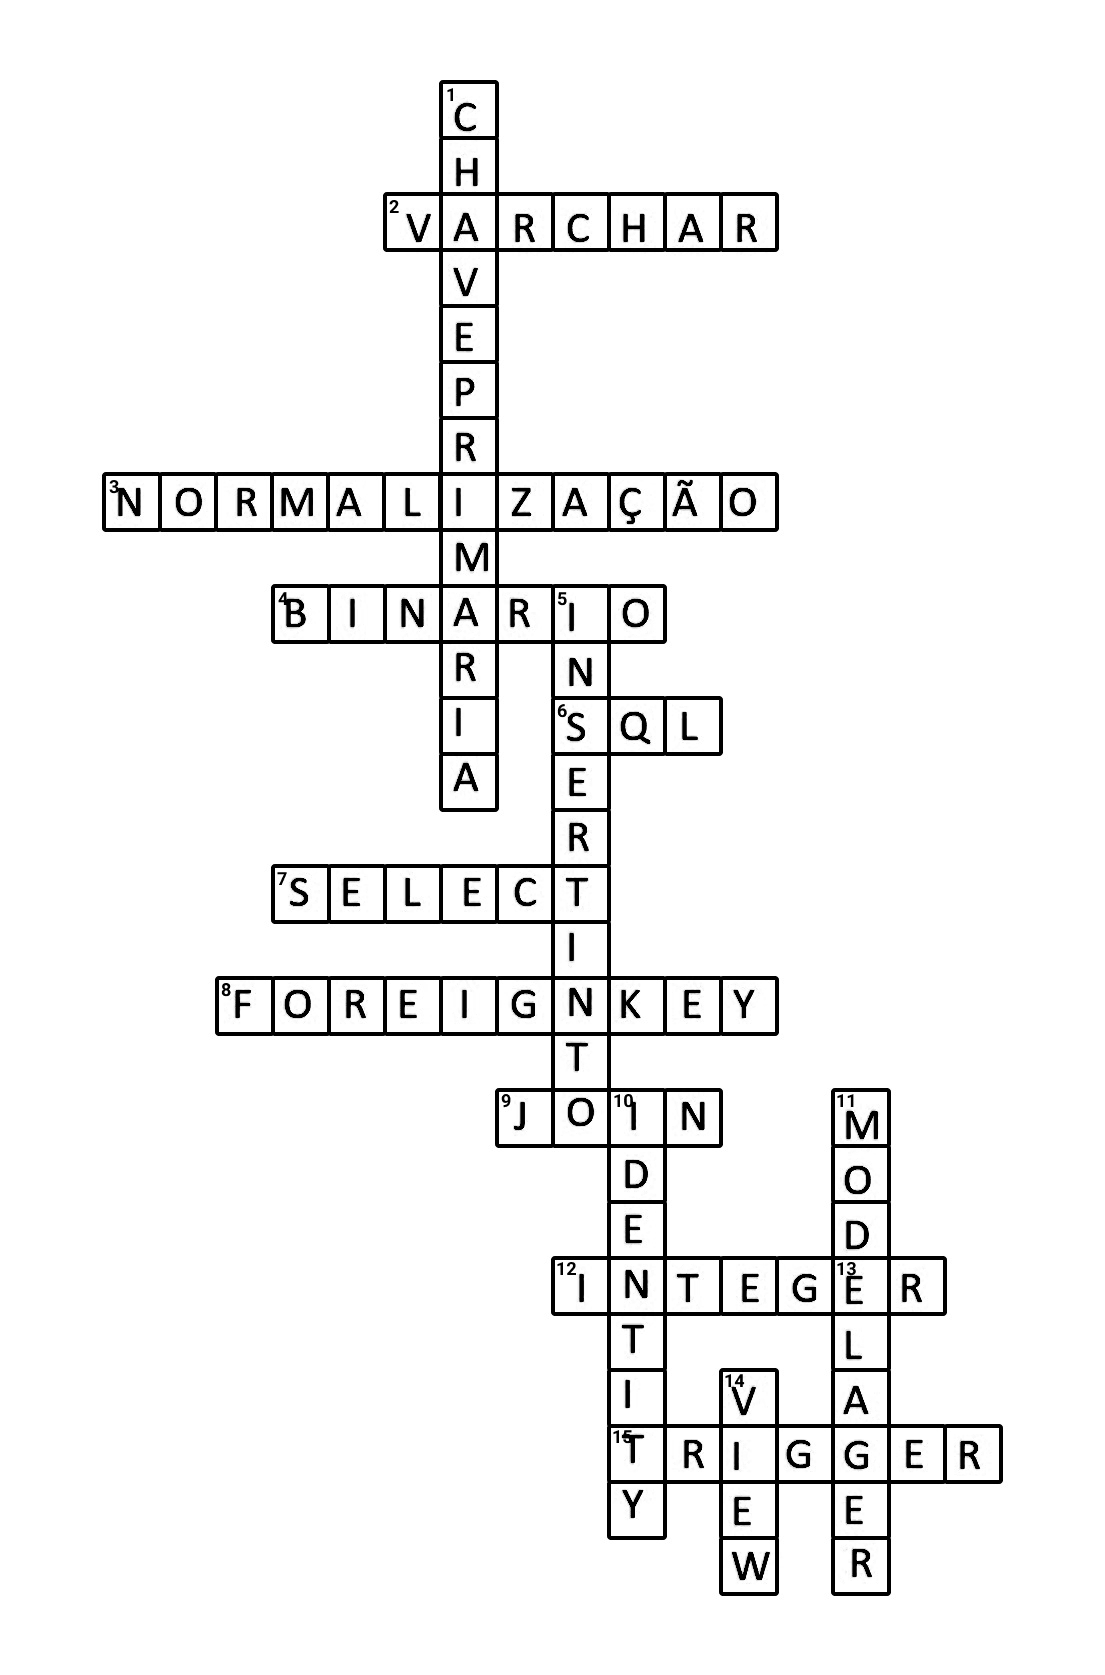 1 C
H
2 V A R C H A R
V
E
P
R
3 N O R M A L I Z A Ç Ã O
M
4 B I N A R 5 I O
R N
I 6 S Q L
A E
R
7 S E L E C T
I
8 F O R E I G N K E Y
T
9 J O 10 I N 11 M
D O
E D
12 I N T E G 13 E R
T L
I 14 V A
15 T R I G G E R
Y E E
W R